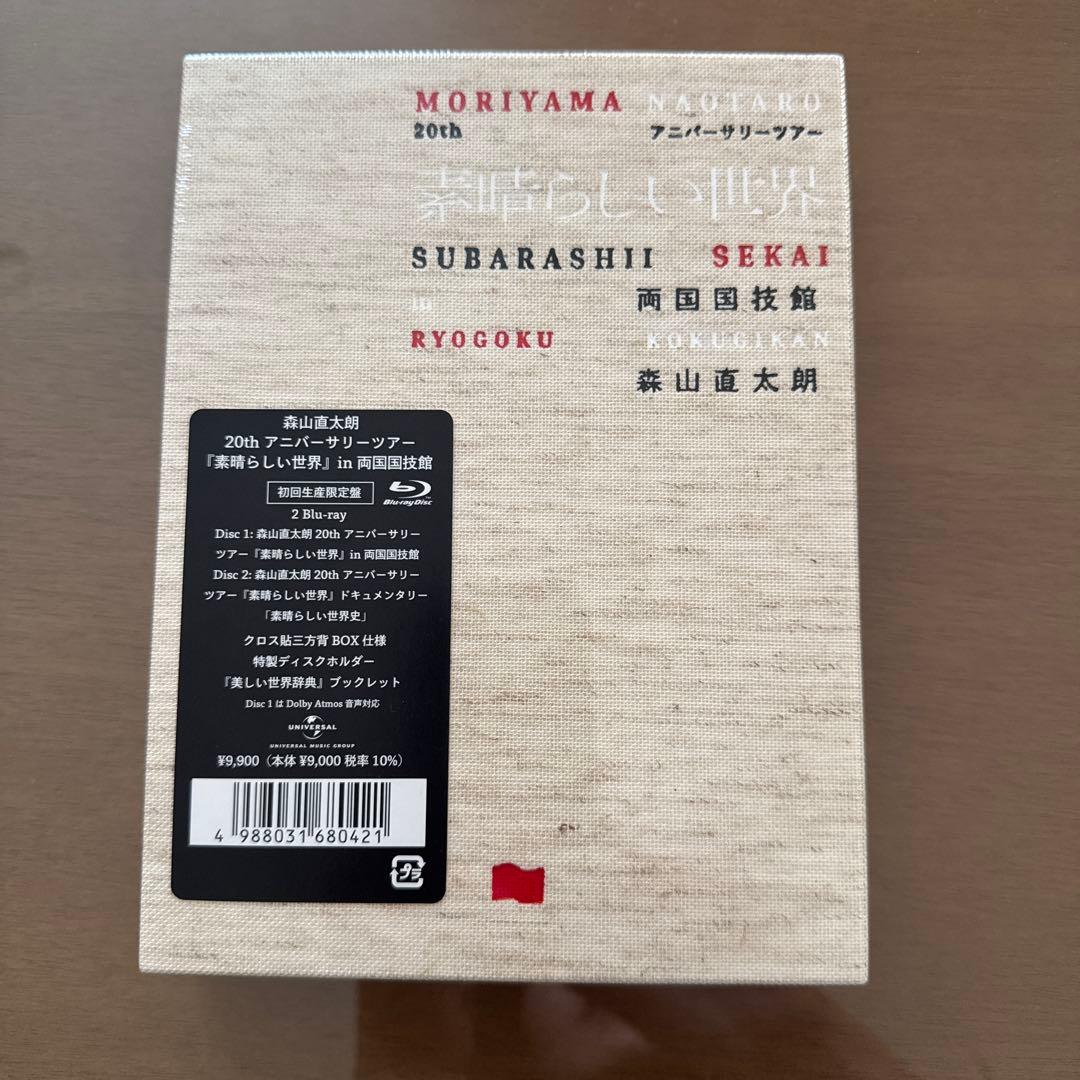 MORIYAMA NAOTARO
20th アニバーサリーツアー
素晴らしい世界
SUBARASHII SEKAI
in 両国国技館
RYOGOKU KOKUGIKAN
森山直太朗
森山直太朗
20th アニバーサリーツアー
『素晴らしい世界』in 両国国技館
初回生産限定盤 Blu-ray Disc
2 Blu-ray
Disc 1: 森山直太朗 20th アニバーサリー
ツアー『素晴らしい世界』in 両国国技館
Disc 2: 森山直太朗 20th アニバーサリー
ツアー『素晴らしい世界』ドキュメンタリー
「素晴らしい世界史」
クロス貼三方背 BOX 仕様
特製ディスクホルダー
『美しい世界辞典』ブックレット
Disc 1 は Dolby Atmos 音声対応
UNIVERSAL
UNIVERSAL MUSIC GROUP
¥9,900（本体 ¥9,000 税率 10%）
4 988031 680421
プラ